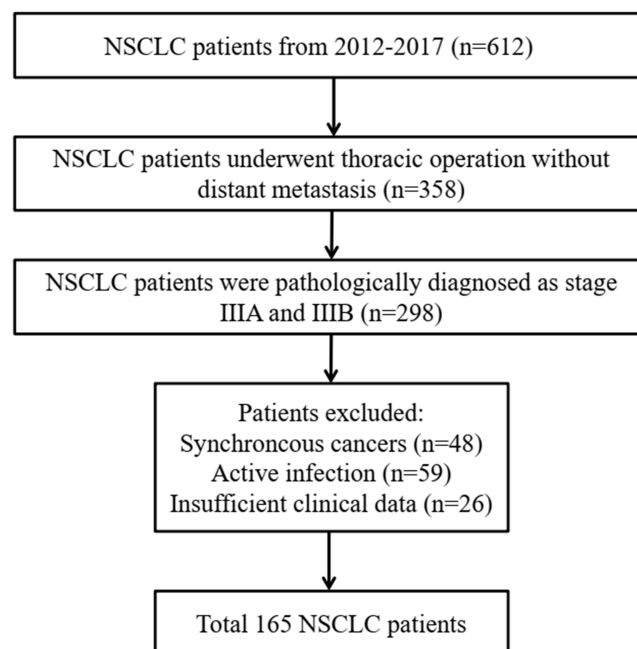 NSCLC patients from 2012-2017 (n=612)
NSCLC patients underwent thoracic operation without
distant metastasis (n=358)
NSCLC patients were pathologically diagnosed as stage
IIIA and IIIB (n=298)
Patients excluded:
Synchroncous cancers (n=48)
Active infection (n=59)
Insufficient clinical data (n=26)
Total 165 NSCLC patients